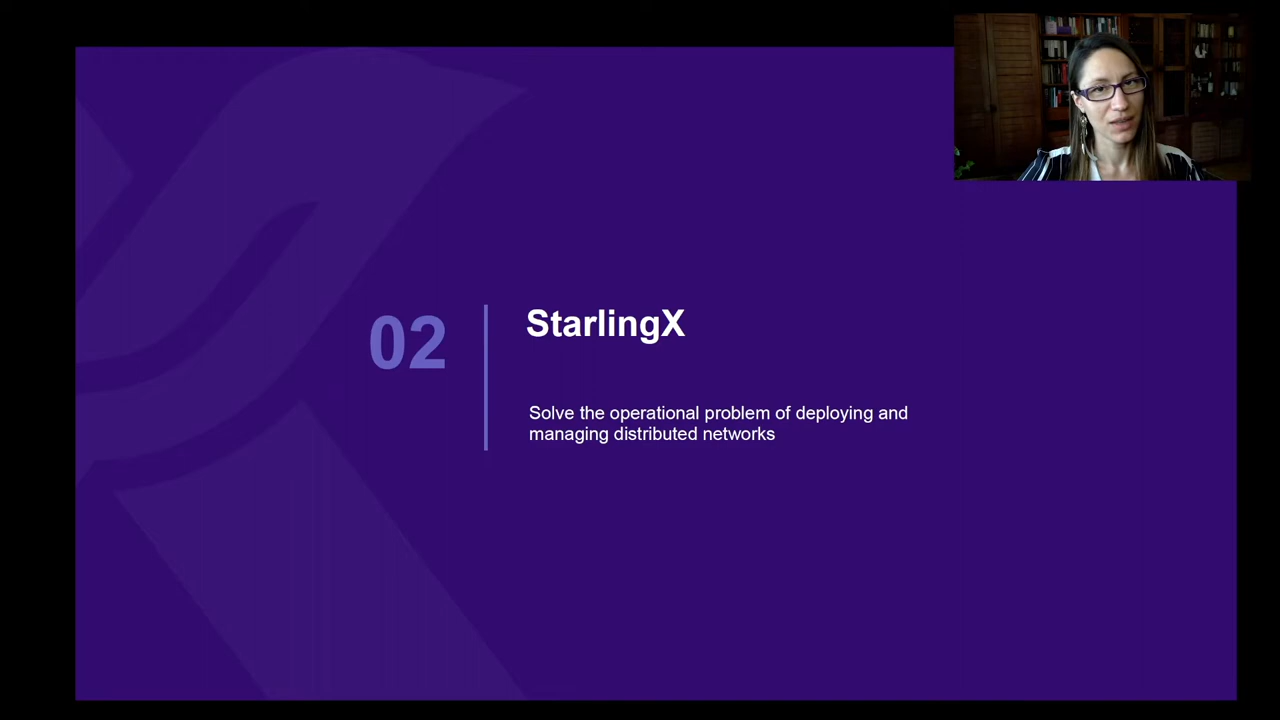 02
StarlingX
Solve the operational problem of deploying and
managing distributed networks